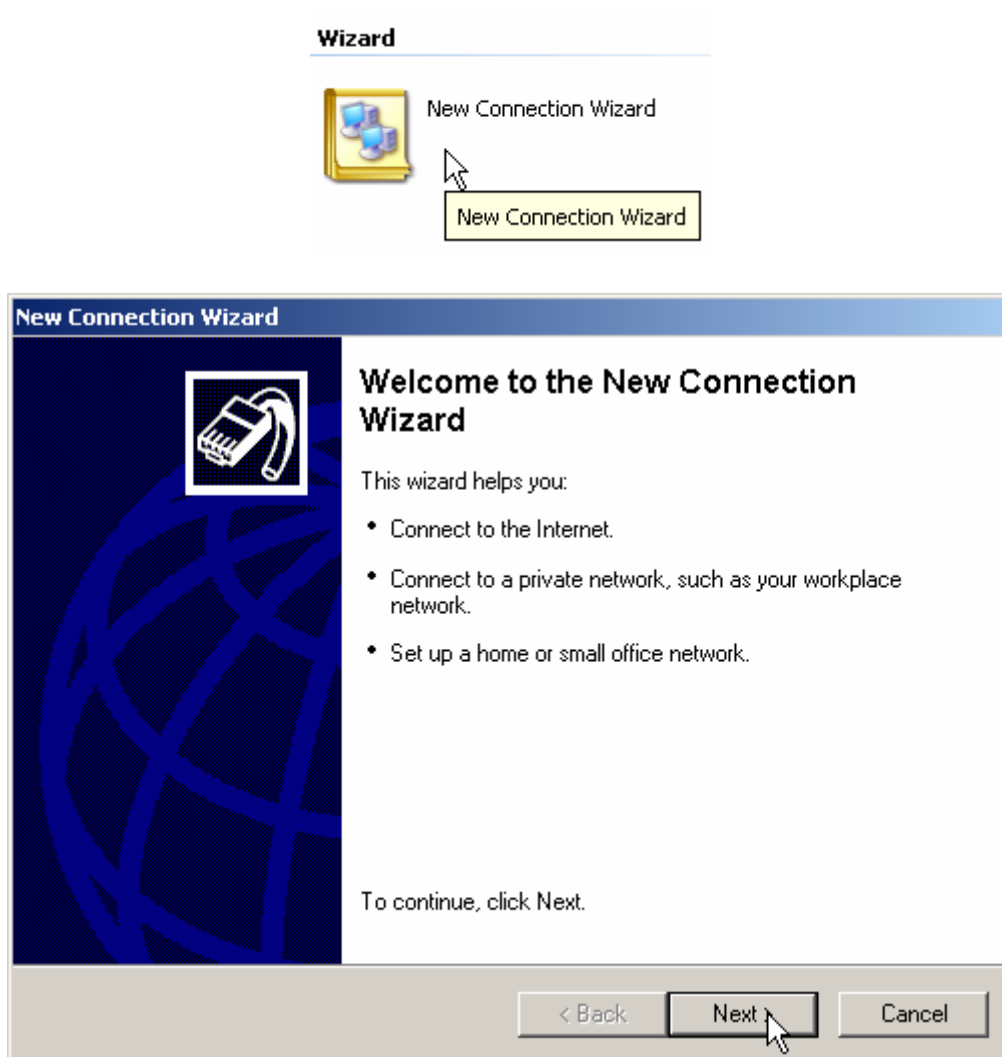 Wizard
New Connection Wizard
New Connection Wizard
New Connection Wizard
Welcome to the New Connection
Wizard
This wizard helps you:
• Connect to the Internet.
• Connect to a private network, such as your workplace
network.
• Set up a home or small office network.
To continue, click Next.
< Back Next > Cancel